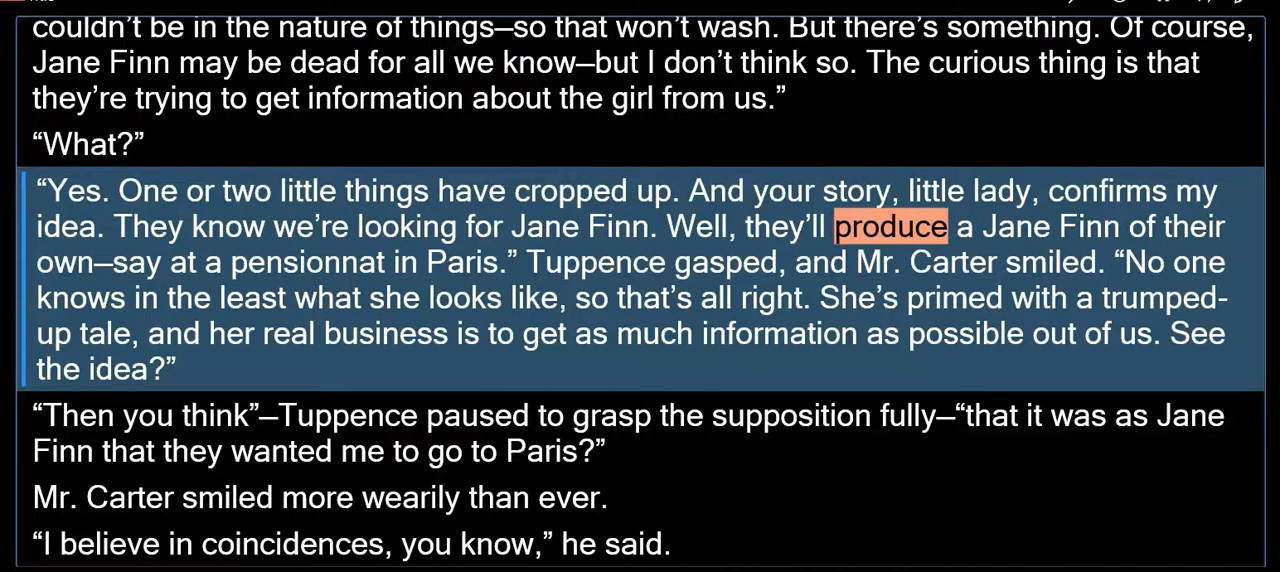 couldn’t be in the nature of things—so that won’t wash. But there’s something. Of course,
Jane Finn may be dead for all we know—but I don’t think so. The curious thing is that
they’re trying to get information about the girl from us.”
“What?”
“Yes. One or two little things have cropped up. And your story, little lady, confirms my
idea. They know we’re looking for Jane Finn. Well, they’ll produce a Jane Finn of their
own—say at a pensionnat in Paris.” Tuppence gasped, and Mr. Carter smiled. “No one
knows in the least what she looks like, so that’s all right. She’s primed with a trumped-
up tale, and her real business is to get as much information as possible out of us. See
the idea?”
“Then you think”—Tuppence paused to grasp the supposition fully—“that it was as Jane
Finn that they wanted me to go to Paris?”
Mr. Carter smiled more wearily than ever.
“I believe in coincidences, you know,” he said.